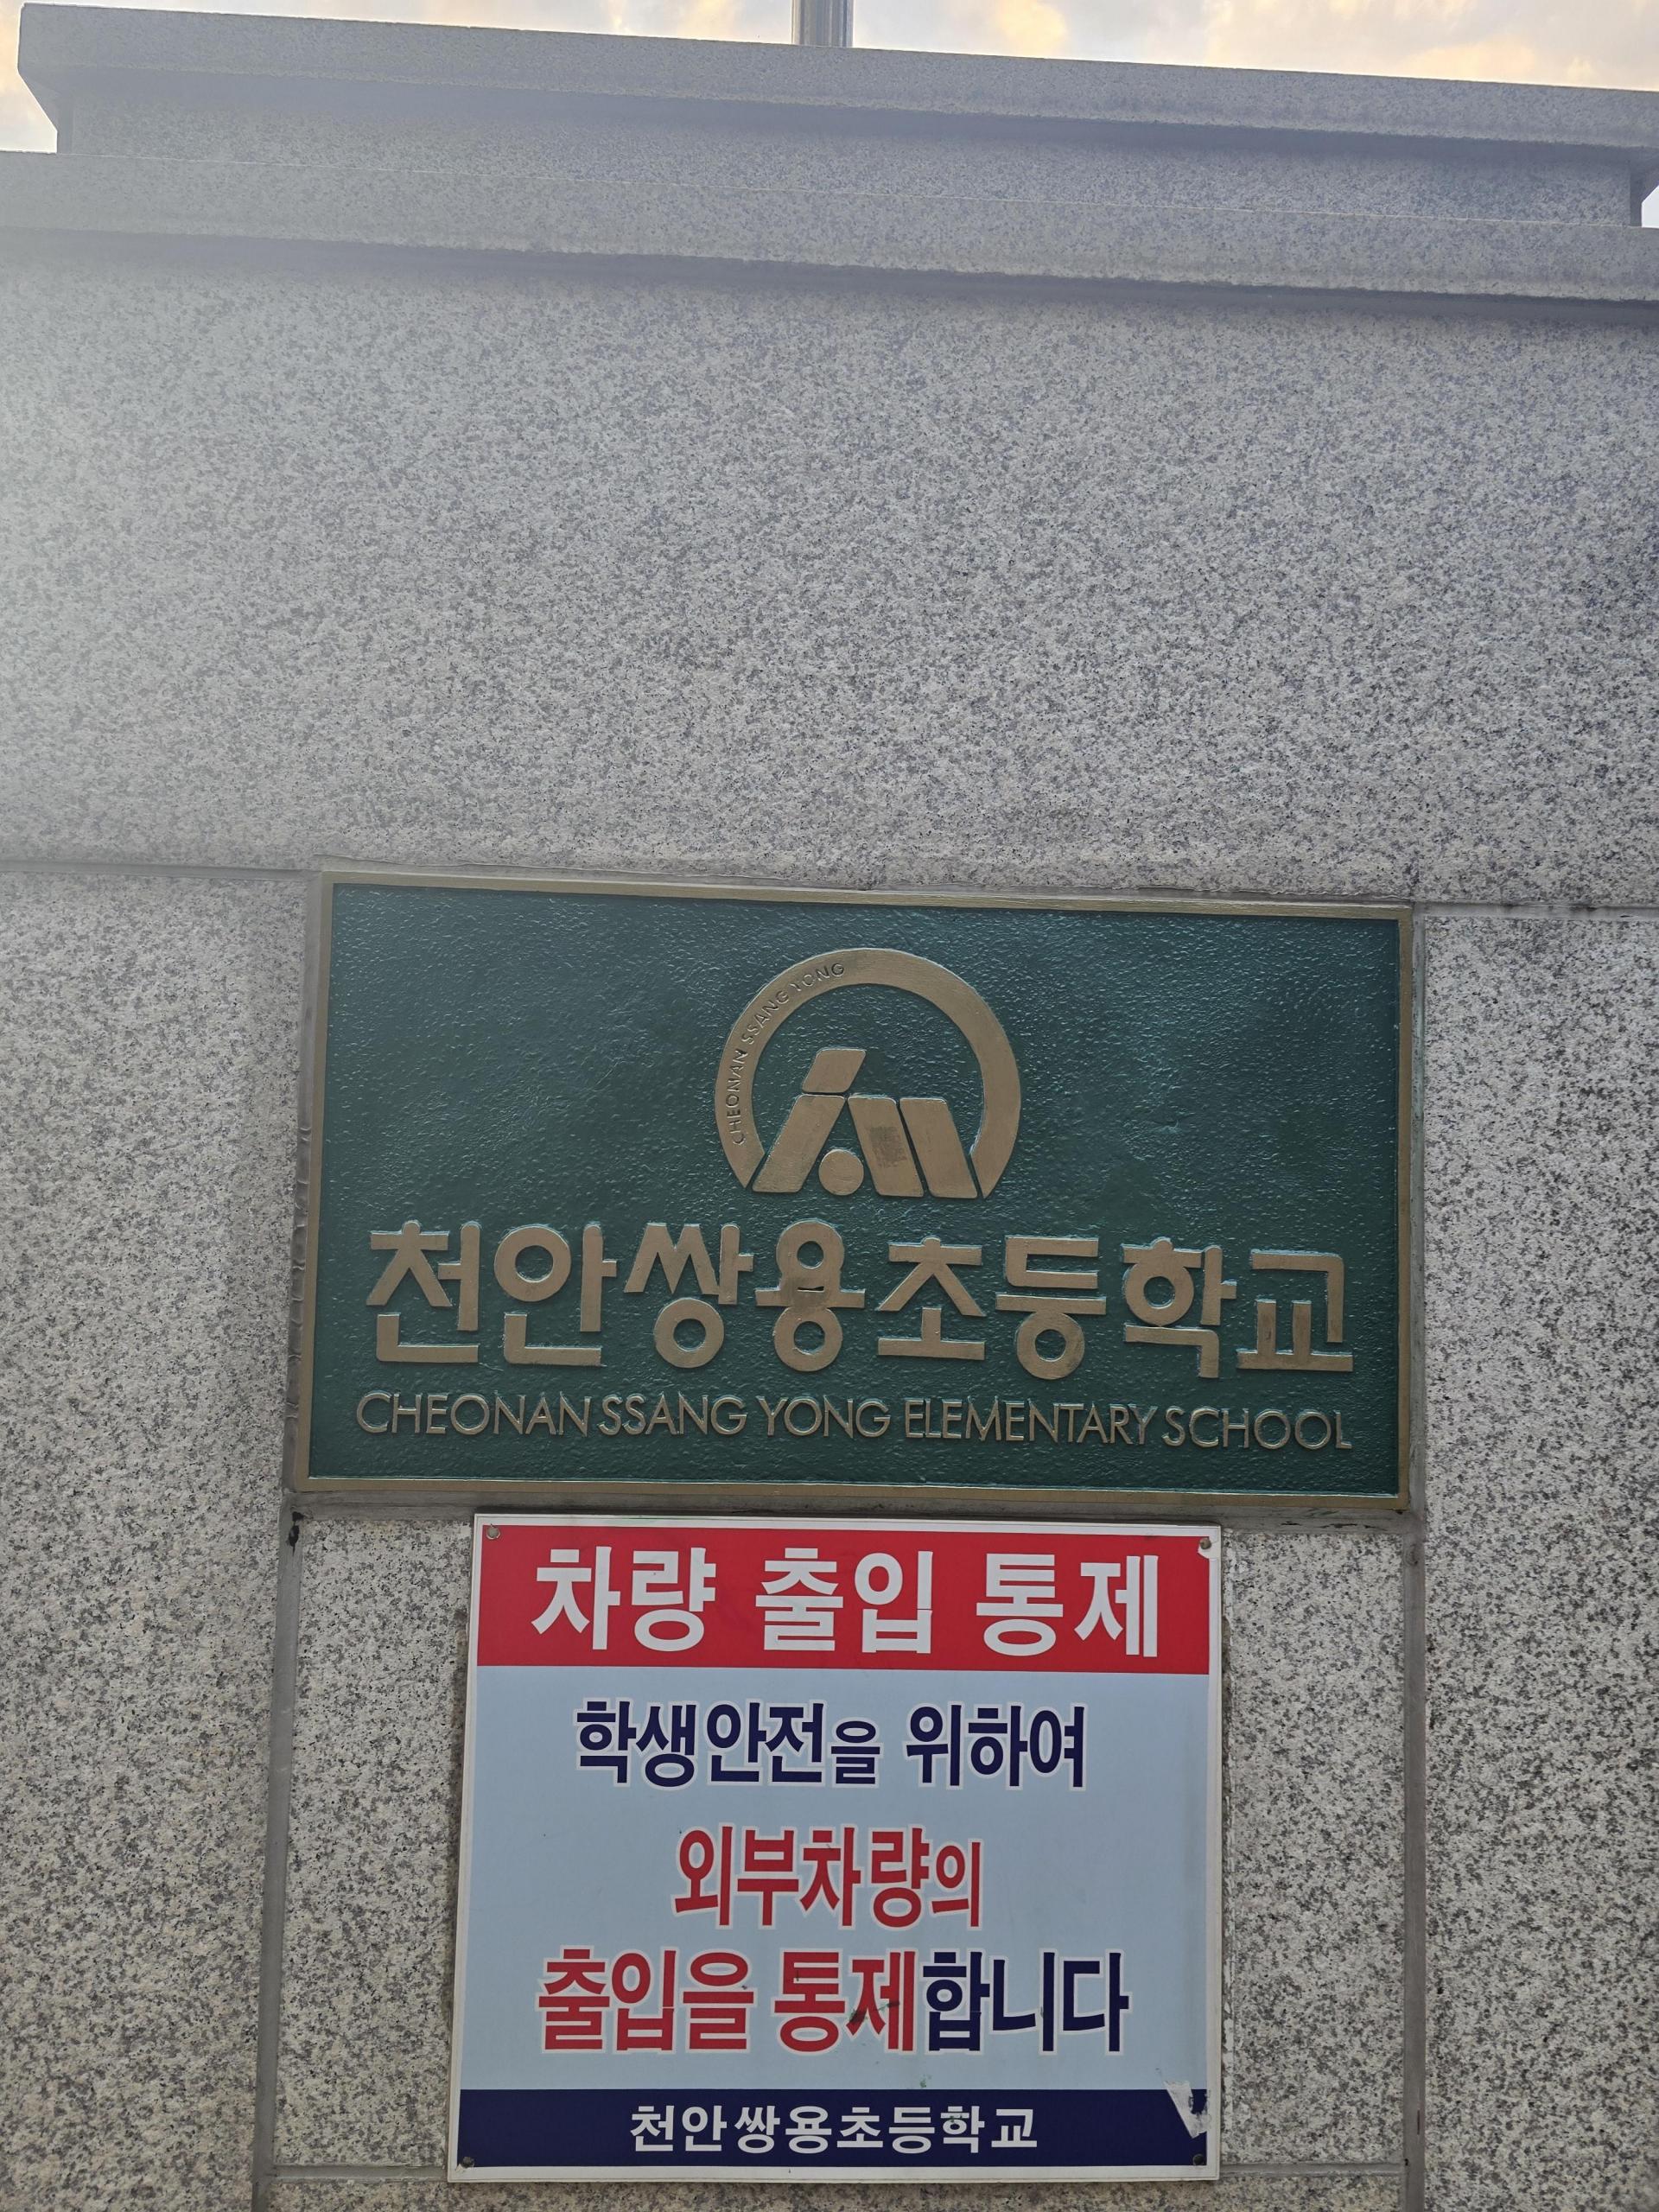 CHEONAN SSANG YONG
천안쌍용초등학교
CHEONAN SSANG YONG ELEMENTARY SCHOOL
차량 출입 통제
학생안전을 위하여
외부차량의
출입을 통제합니다
천안쌍용초등학교